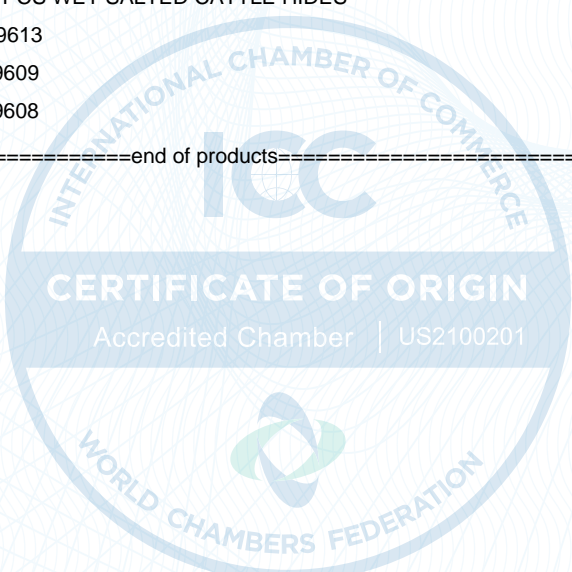 WET SALTED CATTLE HIDES
9613
9609
9608
===========end of products========================
INTERNATIONAL CHAMBER OF COMMERCE
ICC
CERTIFICATE OF ORIGIN
Accredited Chamber | US2100201
WORLD CHAMBERS FEDERATION